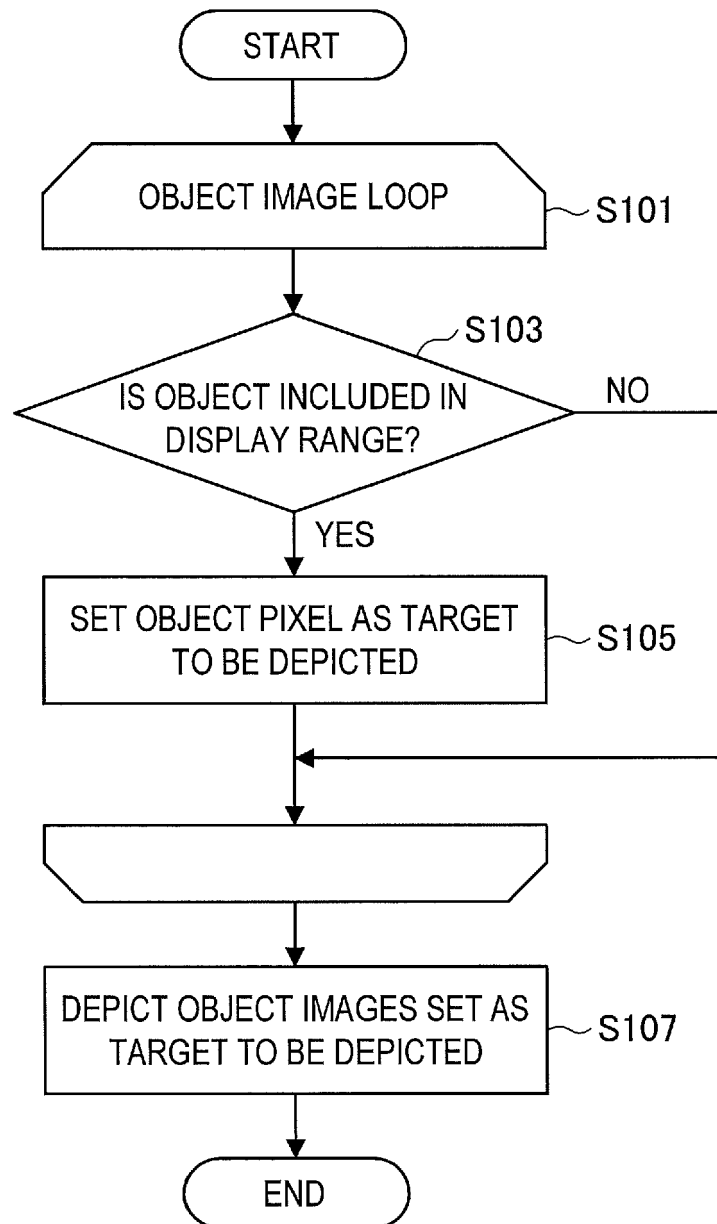 START
OBJECT IMAGE LOOP
S101
S103
IS OBJECT INCLUDED IN
DISPLAY RANGE?
NO
YES
SET OBJECT PIXEL AS TARGET
TO BE DEPICTED
S105
DEPICT OBJECT IMAGES SET AS
TARGET TO BE DEPICTED
S107
END